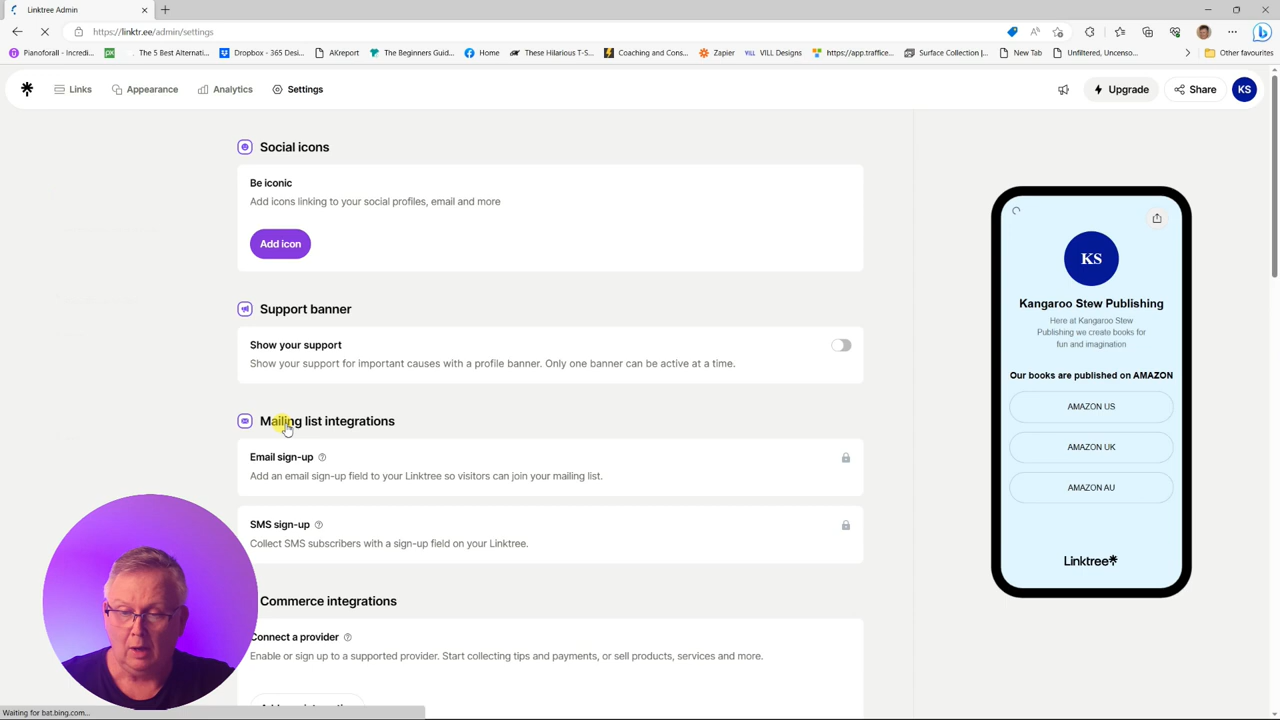 Linktree Admin
https://linktr.ee/admin/settings
Pianoforall - Incredi...
The 5 Best Alternati...
Dropbox - 365 Desi...
AKreport
The Beginners Guide...
Home
These Hilarious T-S...
Coaching and Cons...
Zapier
VILL Designs
https://app.traffice...
Surface Collection |...
New Tab
Unfiltered, Uncenso...
Other favourites
Links
Appearance
Analytics
Settings
Upgrade
Share
KS
Social icons
Be iconic
Add icons linking to your social profiles, email and more
Add icon
Support banner
Show your support
Show your support for important causes with a profile banner. Only one banner can be active at a time.
Mailing list integrations
Email sign-up
Add an email sign-up field to your Linktree so visitors can join your mailing list.
SMS sign-up
Collect SMS subscribers with a sign-up field on your Linktree.
Commerce integrations
Connect a provider
Enable or sign up to a supported provider. Start collecting tips and payments, or sell products, services and more.
KS
Kangaroo Stew Publishing
Here at Kangaroo Stew
Publishing we create books for
fun and imagination
Our books are published on AMAZON
AMAZON US
AMAZON UK
AMAZON AU
Linktree
Waiting for bat.bing.com...